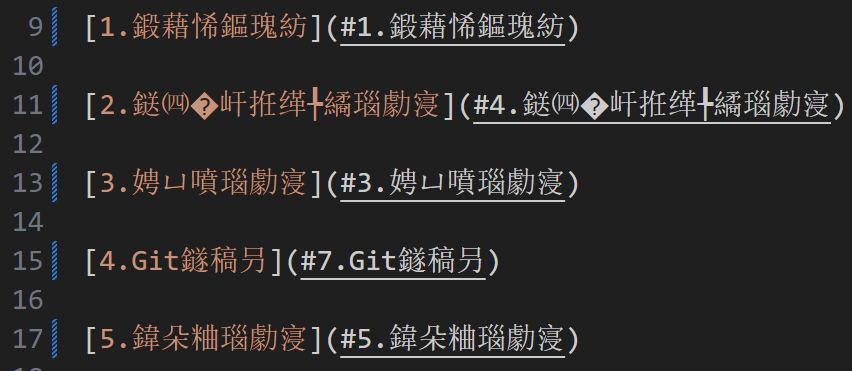 9 [1.鍛藉悕鏂瑰紡](#1.鍛藉悕鏂瑰紡)
10
11 [2.鎹㈣�屽拰缂╄繘瑙勮寖](#4.鎹㈣�屽拰缂╄繘瑙勮寖)
12
13 [3.娉ㄩ噴瑙勮寖](#3.娉ㄩ噴瑙勮寖)
14
15 [4.Git鐩稿叧](#7.Git鐩稿叧)
16
17 [5.鍏朵粬瑙勮寖](#5.鍏朵粬瑙勮寖)